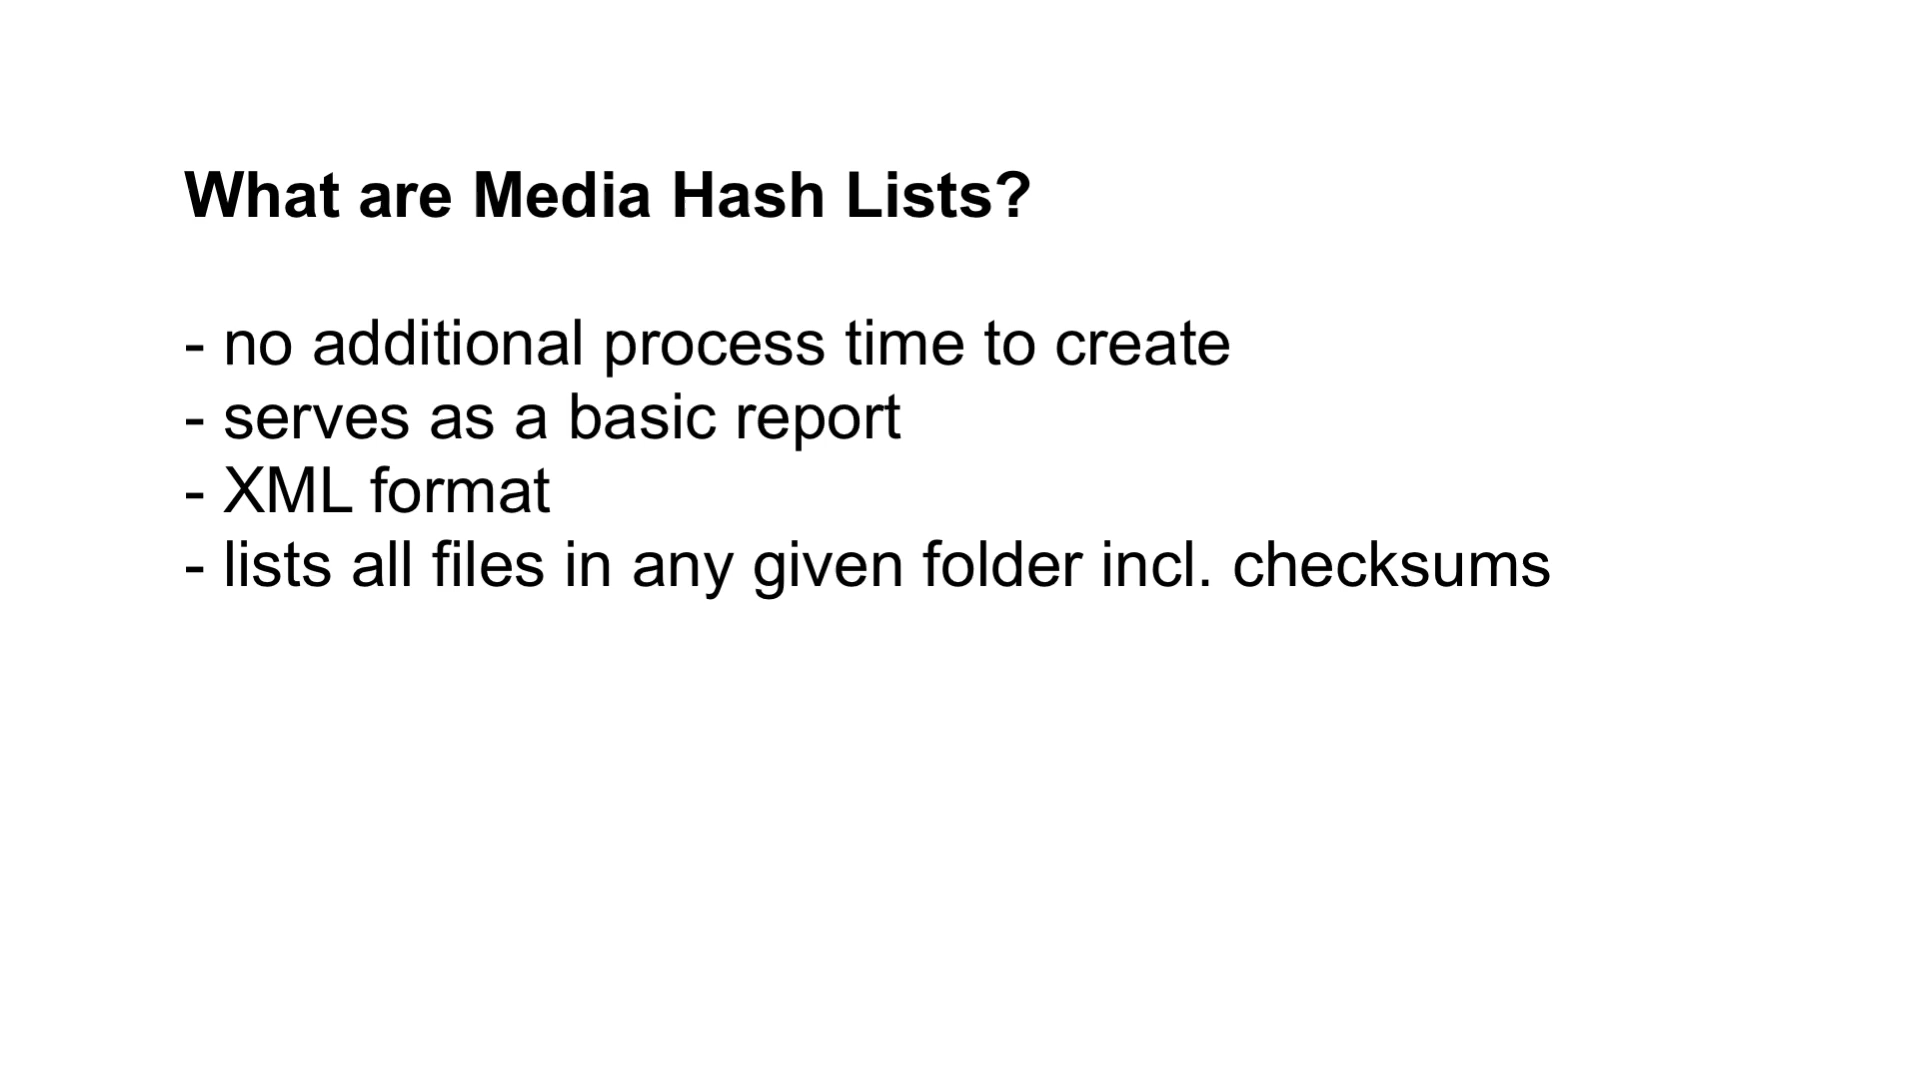 What are Media Hash Lists?
- no additional process time to create
- serves as a basic report
- XML format
- lists all files in any given folder incl. checksums